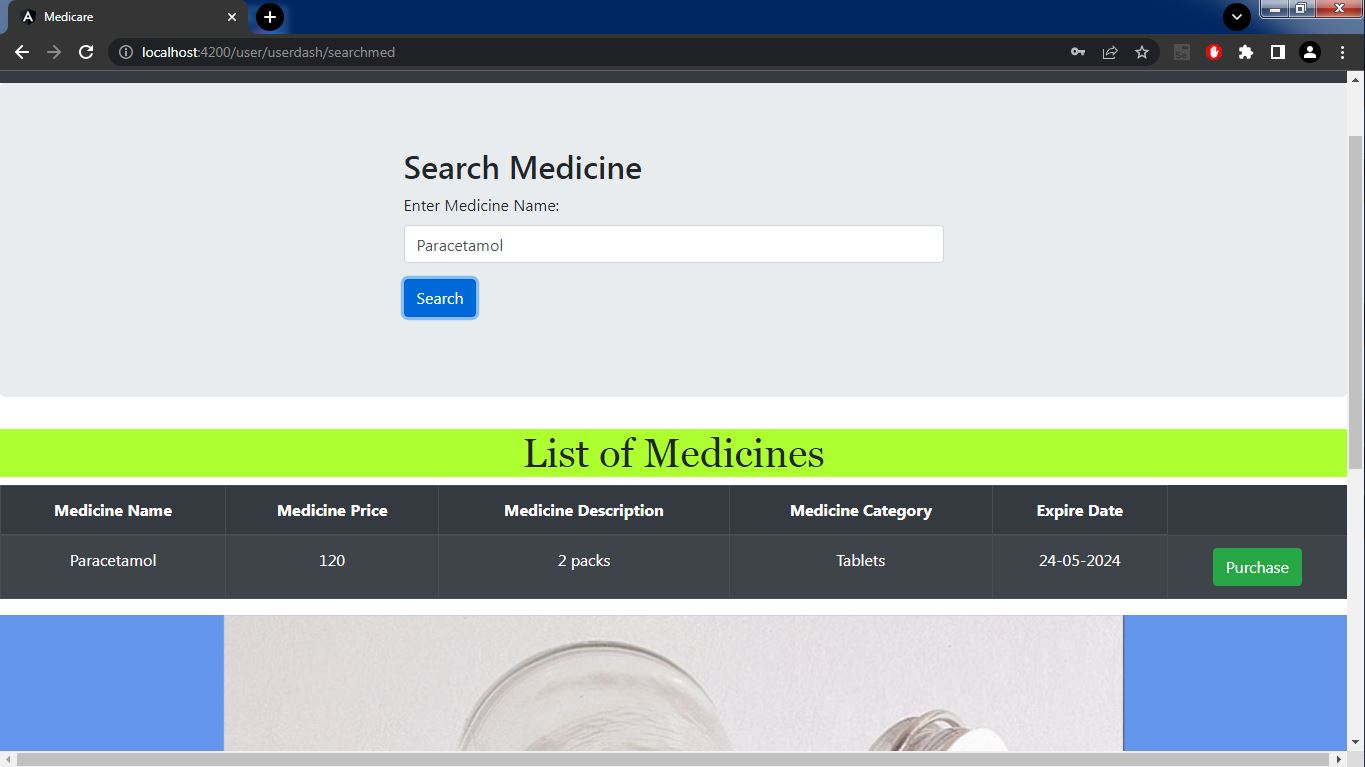 Medicare
localhost:4200/user/userdash/searchmed
Search Medicine
Enter Medicine Name:
Paracetamol
Search
List of Medicines
Medicine Name Medicine Price Medicine Description Medicine Category Expire Date
Paracetamol 120 2 packs Tablets 24-05-2024 Purchase